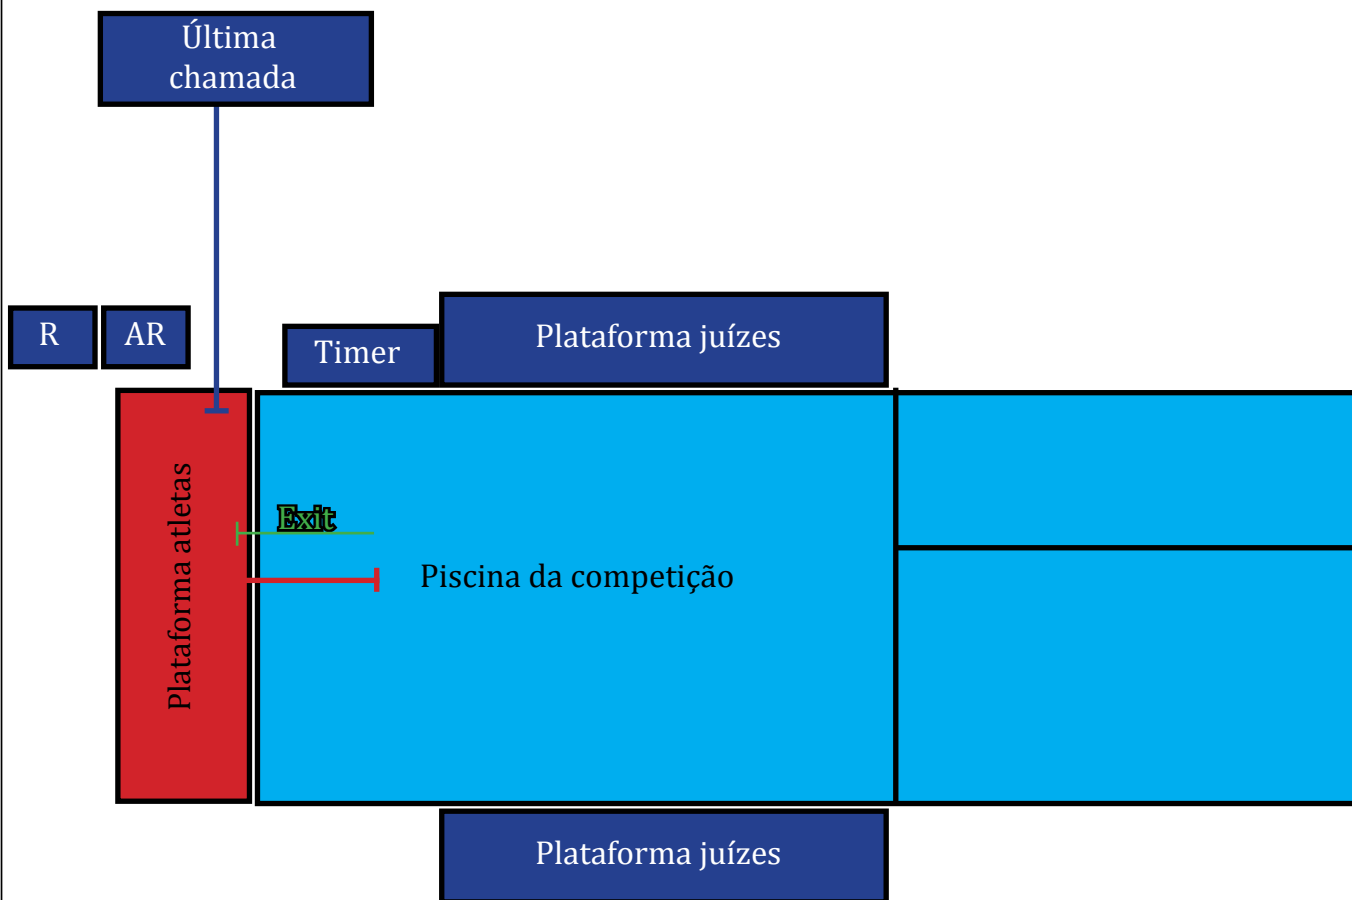 Última
chamada
R
AR
Timer
Plataforma juízes
Plataforma atletas
Exit
Piscina da competição
Plataforma juízes